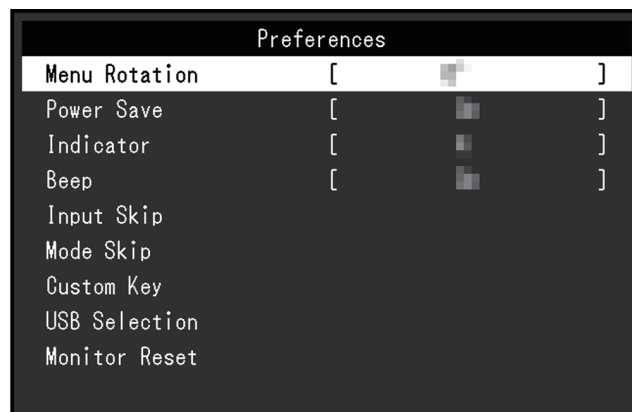 Preferences
Menu Rotation [ ]
Power Save [ ]
Indicator [ ]
Beep [ ]
Input Skip
Mode Skip
Custom Key
USB Selection
Monitor Reset